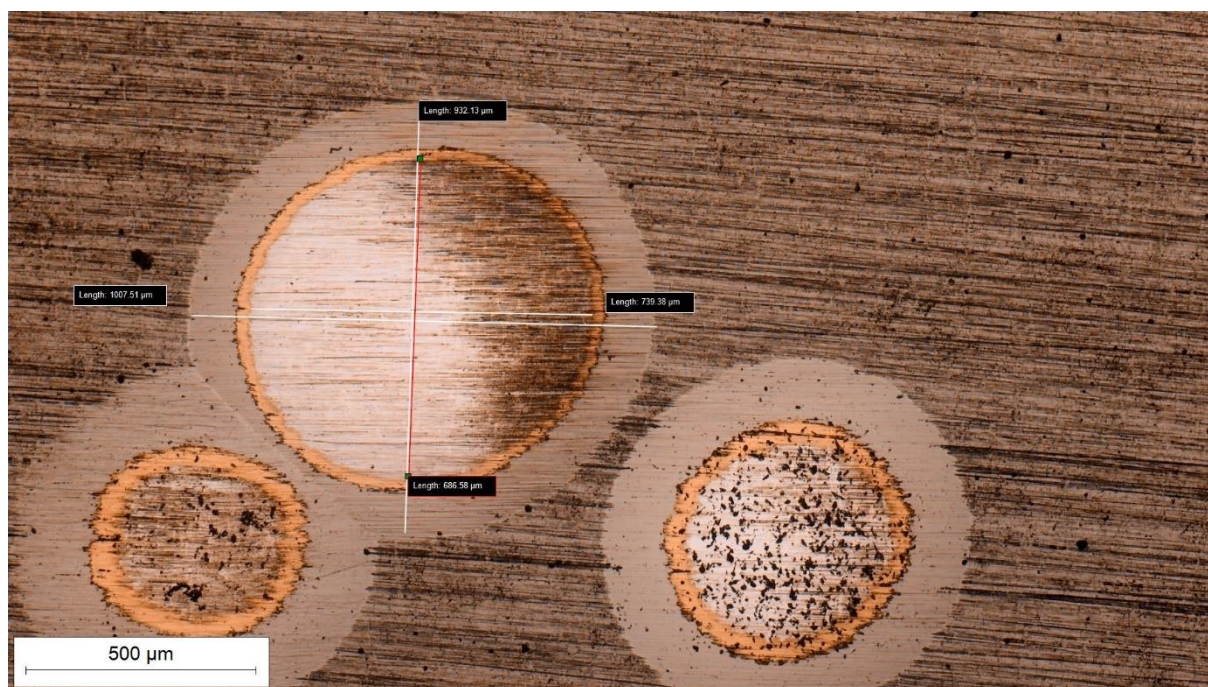 Length: 932.13 µm
Length: 1007.51 µm
Length: 739.38 µm
Length: 686.58 µm
500 µm